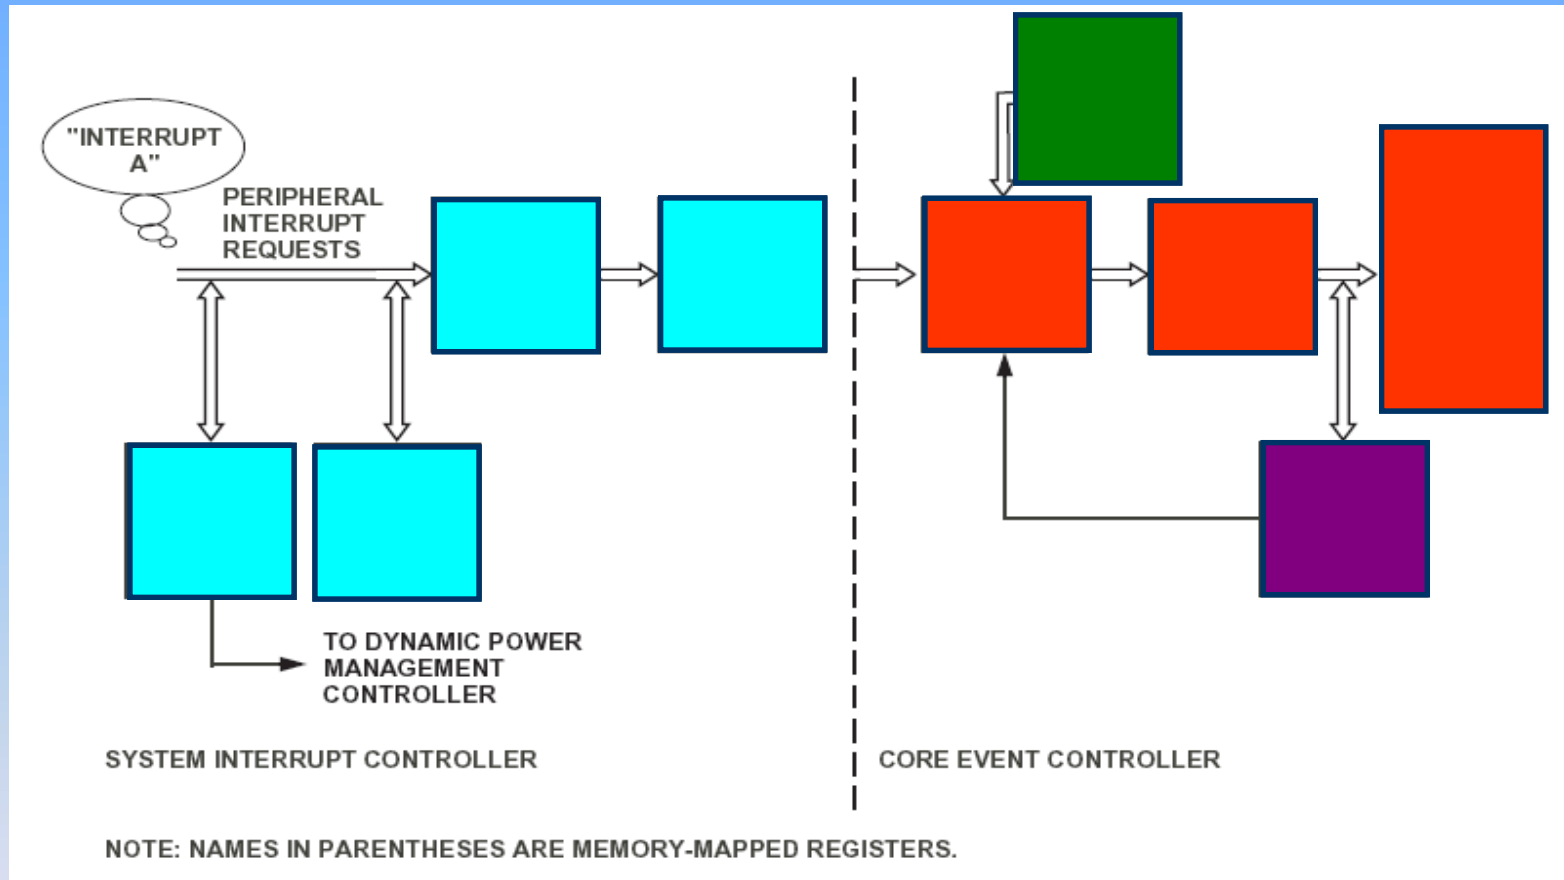 "INTERRUPT
A"
PERIPHERAL
INTERRUPT
REQUESTS
TO DYNAMIC POWER
MANAGEMENT
CONTROLLER
SYSTEM INTERRUPT CONTROLLER
CORE EVENT CONTROLLER
NOTE: NAMES IN PARENTHESES ARE MEMORY-MAPPED REGISTERS.